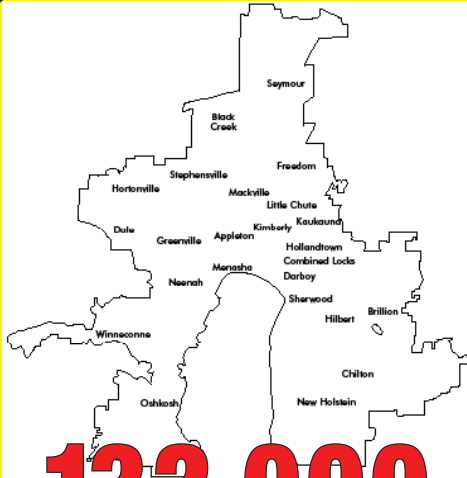 Seymour
Black
Creek
Freedom
Stephensville
Hortonville
Mackville
Little Chute
Kaukauna
Kimberly
Dale
Appleton
Greenville
Hollandtown
Combined Locks
Menasha
Darboy
Neenah
Sherwood
Brillion
Hilbert
Winneconne
Chilton
Oshkosh
New Holstein